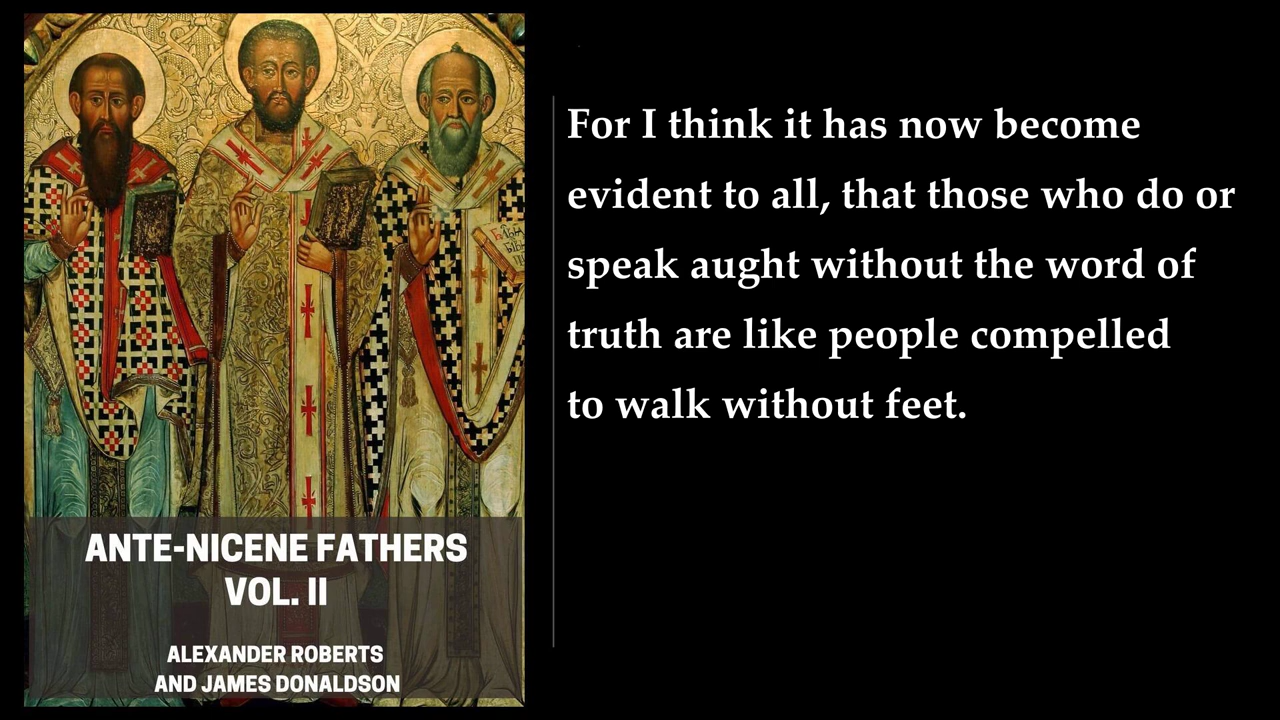 For I think it has now become
evident to all, that those who do or
speak aught without the word of
truth are like people compelled
to walk without feet.
ANTE-NICENE FATHERS
VOL. II
ALEXANDER ROBERTS
AND JAMES DONALDSON